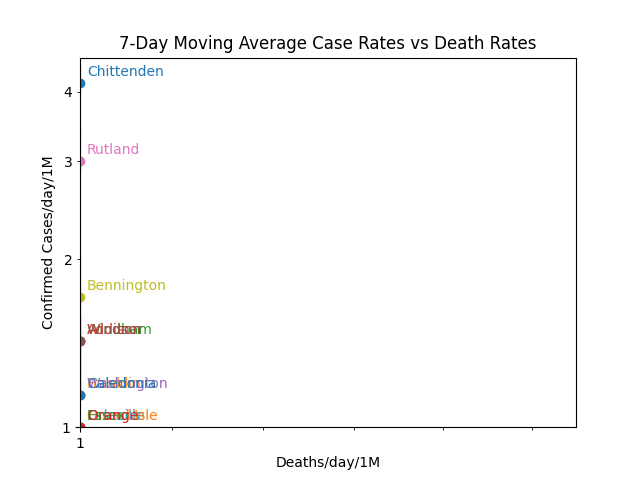 7-Day Moving Average Case Rates vs Death Rates
Confirmed Cases/day/1M
4
3
2
1
Chittenden
Rutland
Bennington
1
Deaths/day/1M